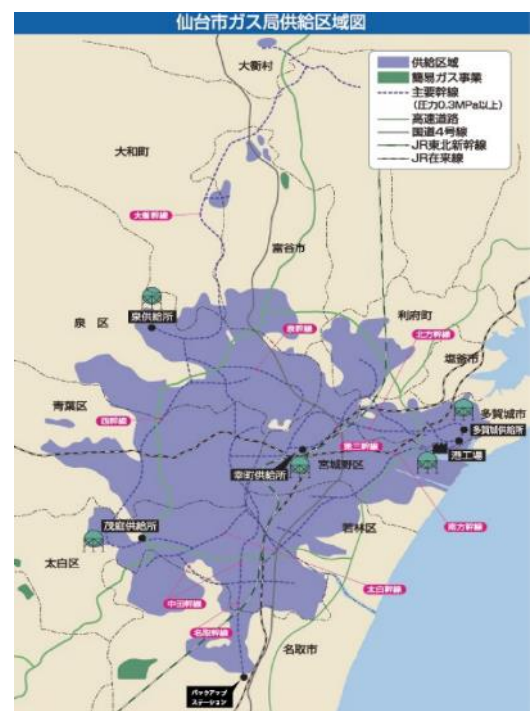 仙台市ガス局供給区域図
供給区域
簡易ガス事業
主要幹線
(圧力0.3MPa以上)
高速道路
国道4号線
JR東北新幹線
JR在来線
大衡村
大和町
大衡幹線
富谷市
泉供給所
泉区
利府町
泉幹線
北方幹線
塩釜市
青葉区
西幹線
多賀城市
多賀城供給所
第二幹線
港工場
幸町供給所
宮城野区
茂庭供給所
若林区
南方幹線
太白区
太白幹線
中田幹線
名取幹線
名取市
バックアップ
ステーション